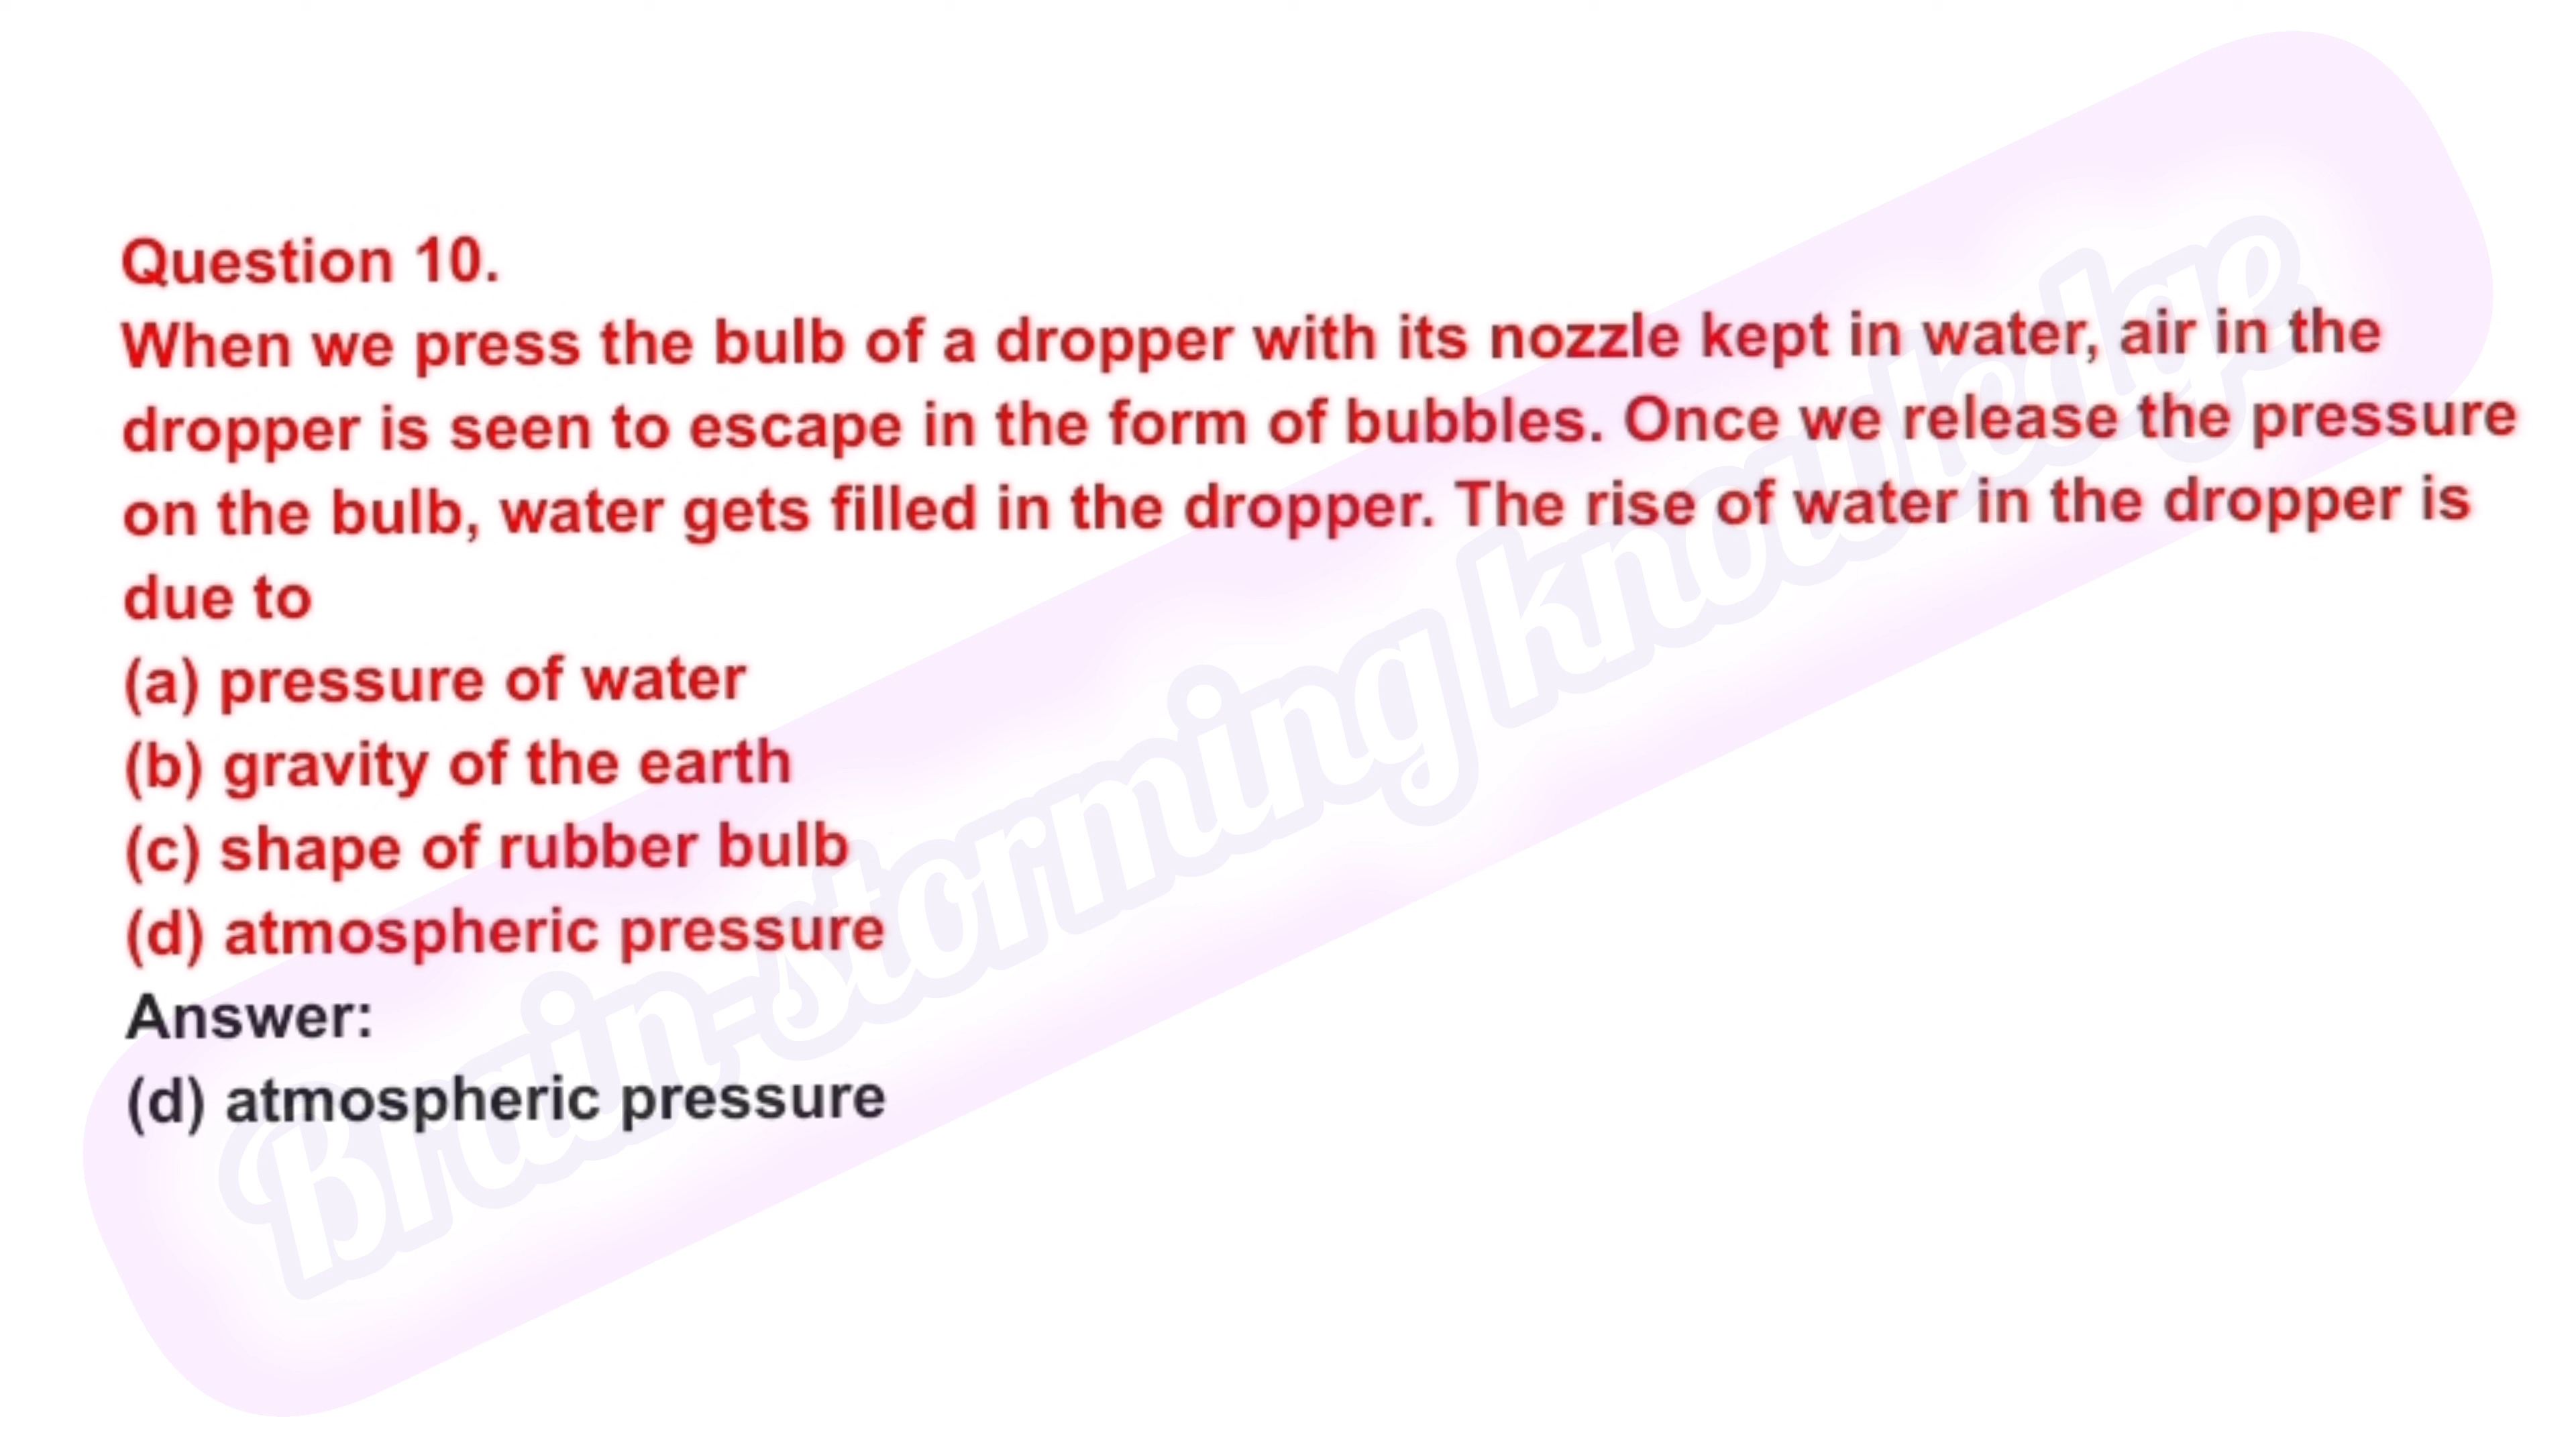 Question 10.
When we press the bulb of a dropper with its nozzle kept in water, air in the
dropper is seen to escape in the form of bubbles. Once we release the pressure
on the bulb, water gets filled in the dropper. The rise of water in the dropper is
due to
(a) pressure of water
(b) gravity of the earth
(c) shape of rubber bulb
(d) atmospheric pressure
Answer:
(d) atmospheric pressure
Brain-storming knowledge